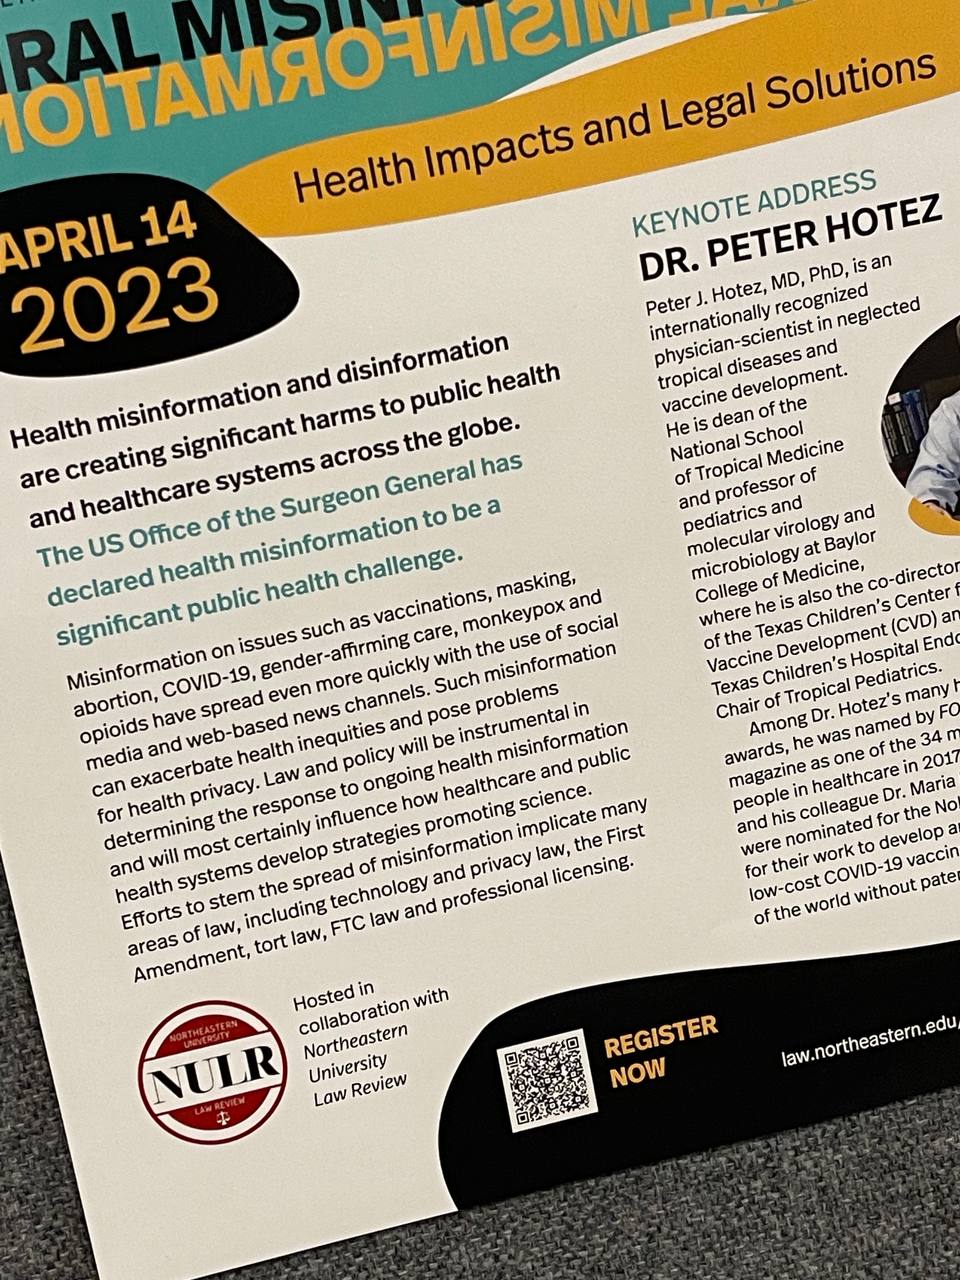 RAL MISINFO
RAL MISINFORMATION
Health Impacts and Legal Solutions
APRIL 14
2023
Health misinformation and disinformation
are creating significant harms to public health
and healthcare systems across the globe.
The US Office of the Surgeon General has
declared health misinformation to be a
significant public health challenge.
Misinformation on issues such as vaccinations, masking,
abortion, COVID-19, gender-affirming care, monkeypox and
opioids have spread even more quickly with the use of social
media and web-based news channels. Such misinformation
can exacerbate health inequities and pose problems
for health privacy. Law and policy will be instrumental in
determining the response to ongoing health misinformation
and will most certainly influence how healthcare and public
health systems develop strategies promoting science.
Efforts to stem the spread of misinformation implicate many
areas of law, including technology and privacy law, the First
Amendment, tort law, FTC law and professional licensing.
KEYNOTE ADDRESS
DR. PETER HOTEZ
Peter J. Hotez, MD, PhD, is an
internationally recognized
physician-scientist in neglected
tropical diseases and
vaccine development.
He is dean of the
National School
of Tropical Medicine
and professor of
pediatrics and
molecular virology and
microbiology at Baylor
College of Medicine,
where he is also the co-director
of the Texas Children's Center f
Vaccine Development (CVD) an
Texas Children's Hospital Endo
Chair of Tropical Pediatrics.
Among Dr. Hotez's many h
awards, he was named by FO
magazine as one of the 34 m
people in healthcare in 2017
and his colleague Dr. Maria
were nominated for the Nob
for their work to develop a
low-cost COVID-19 vaccin
of the world without paten
NORTHEASTERN
UNIVERSITY
NULR
LAW REVIEW
Hosted in
collaboration with
Northeastern
University
Law Review
REGISTER
NOW
law.northeastern.edu/